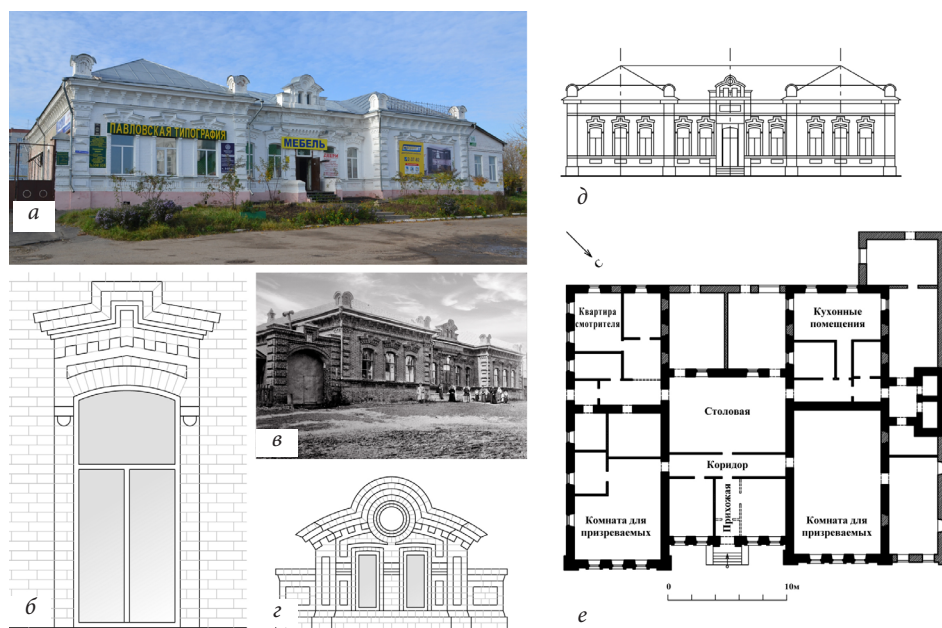 ПАВЛОВСКАЯ ТИПОГРАФИЯ
МЕБЕЛЬ
а
б
в
г
д
С
Квартира
смотрителя
Кухонные
помещения
Столовая
Коридор
Прихожая
Комната для
призреваемых
Комната для
призреваемых
0
10м
е